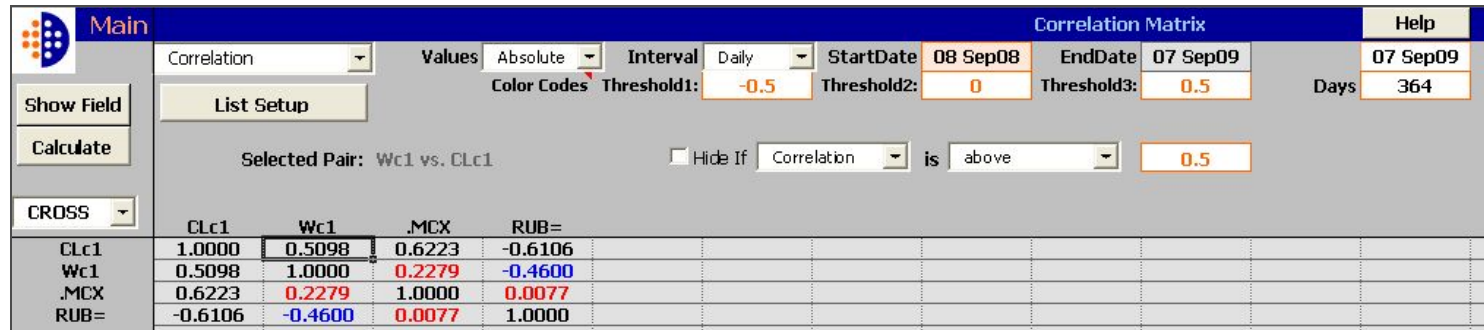 Main Correlation Matrix Help
Correlation Values Absolute Interval Daily StartDate 08 Sep08 EndDate 07 Sep09 07 Sep09
Show Field List Setup Color Codes Threshold1: -0.5 Threshold2: 0 Threshold3: 0.5 Days 364
Calculate Selected Pair: Wc1 vs. CLc1 Hide If Correlation is above 0.5
CROSS CLc1 Wc1 .MCX RUB=
CLc1 1.0000 0.5098 0.6223 -0.6106
Wc1 0.5098 1.0000 0.2279 -0.4600
.MCX 0.6223 0.2279 1.0000 0.0077
RUB= -0.6106 -0.4600 0.0077 1.0000